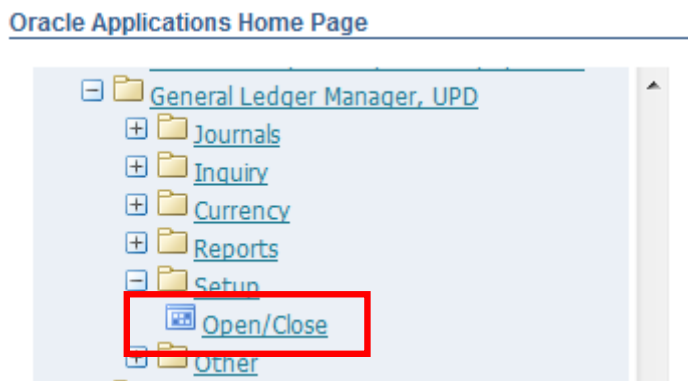 Oracle Applications Home Page
General Ledger Manager, UPD
Journals
Inquiry
Currency
Reports
Setup
Open/Close
Other